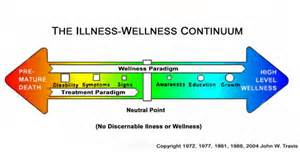 THE ILLNESS-WELLNESS CONTINUUM
Wellness Paradigm
PRE-
MATURE
DEATH
Disability Symptoms Signs Awareness Education Growth
HIGH
LEVEL
WELLNESS
Treatment Paradigm
Neutral Point
(No Discernable Ilness or Wellness)
Copyright 1972, 1977, 1981, 1988, 2004 John W. Travis